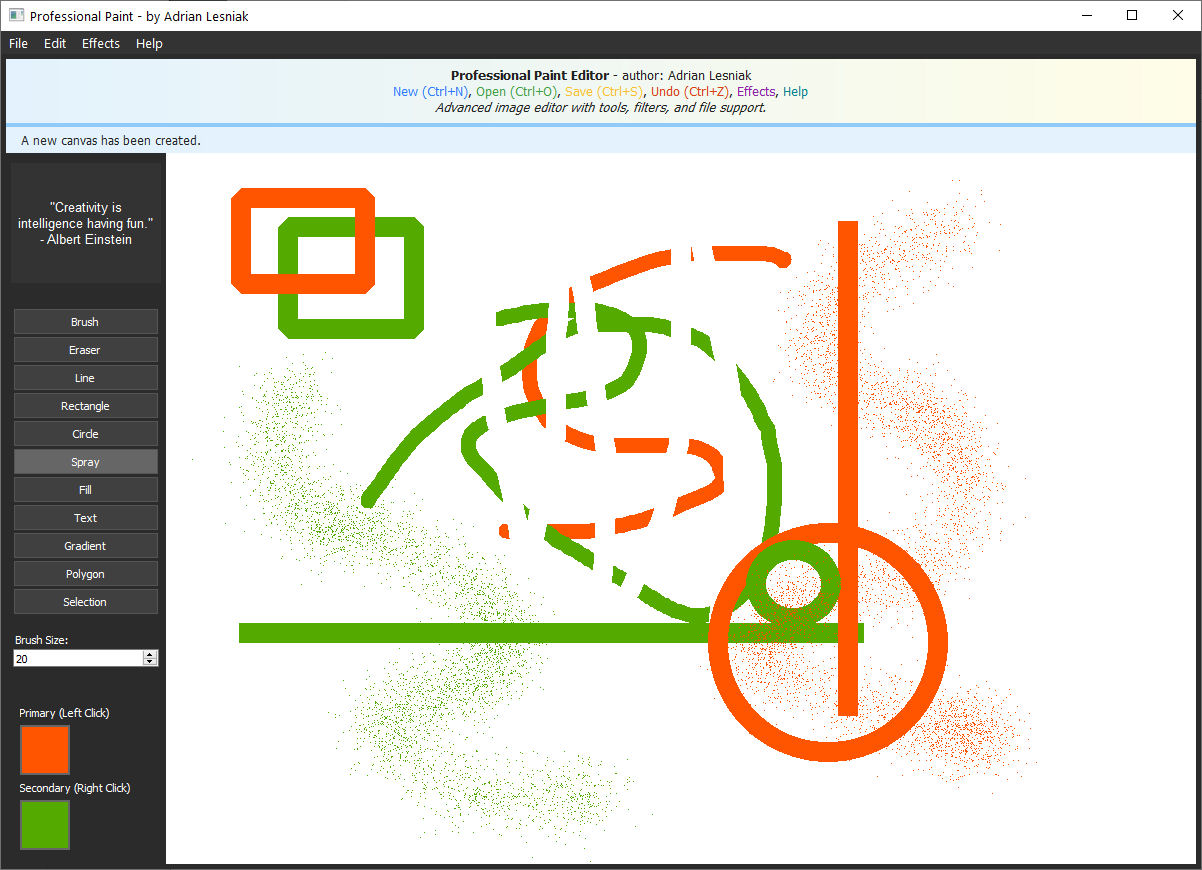 Professional Paint - by Adrian Lesniak
File Edit Effects Help
Professional Paint Editor - author: Adrian Lesniak
New (Ctrl+N), Open (Ctrl+O), Save (Ctrl+S), Undo (Ctrl+Z), Effects, Help
Advanced image editor with tools, filters, and file support.
A new canvas has been created.
"Creativity is
intelligence having fun."
- Albert Einstein
Brush
Eraser
Line
Rectangle
Circle
Spray
Fill
Text
Gradient
Polygon
Selection
Brush Size:
20
Primary (Left Click)
Secondary (Right Click)